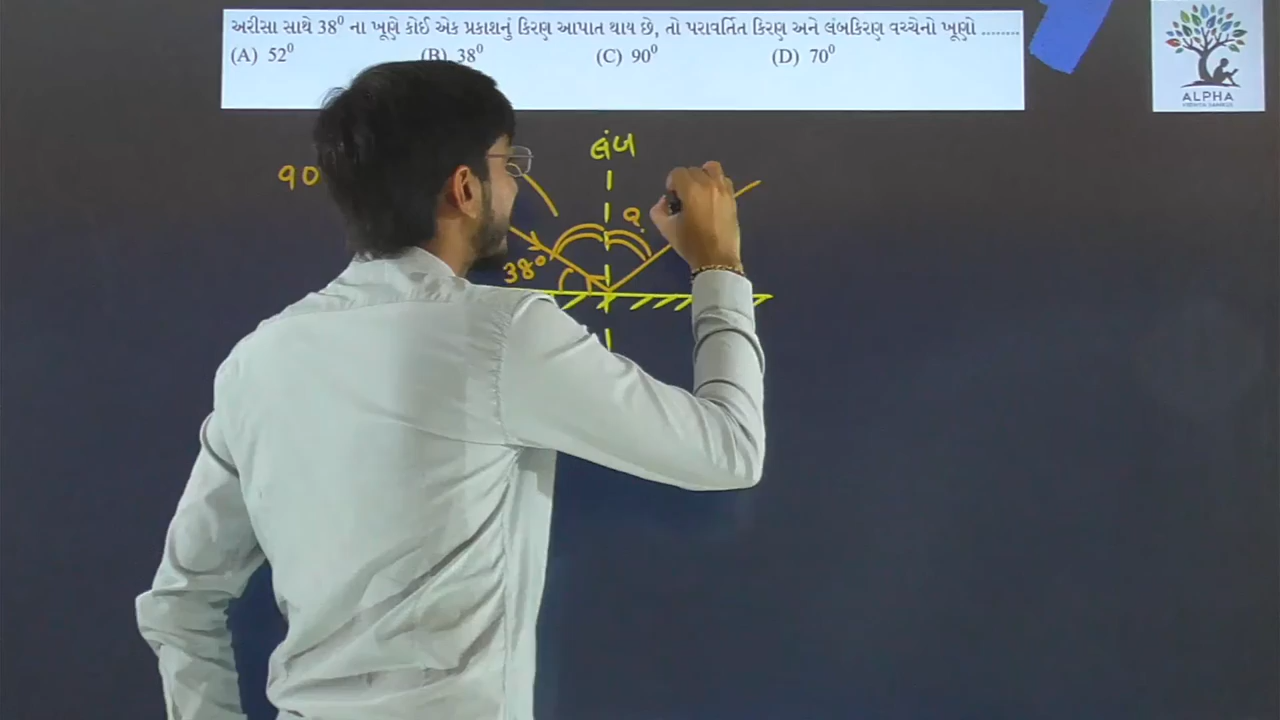 અરીસા સાથે 38⁰ ના ખૂણે કોઈ એક પ્રકાશનું કિરણ આપાત થાય છે, તો પરાવર્તિત કિરણ અને લંબકિરણ વચ્ચેનો ખૂણો ........
(A) 52⁰ (B) 38⁰ (C) 90⁰ (D) 70⁰
ALPHA
લંબ
90
38°